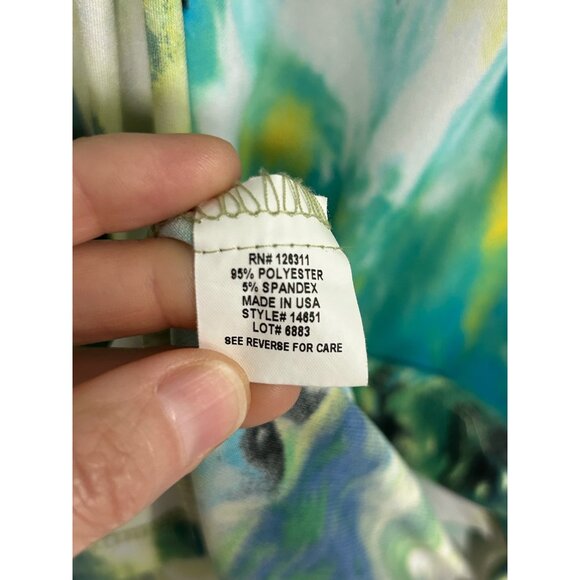 RN# 126311
95% POLYESTER
5% SPANDEX
MADE IN USA
STYLE# 14651
LOT# 6883
SEE REVERSE FOR CARE